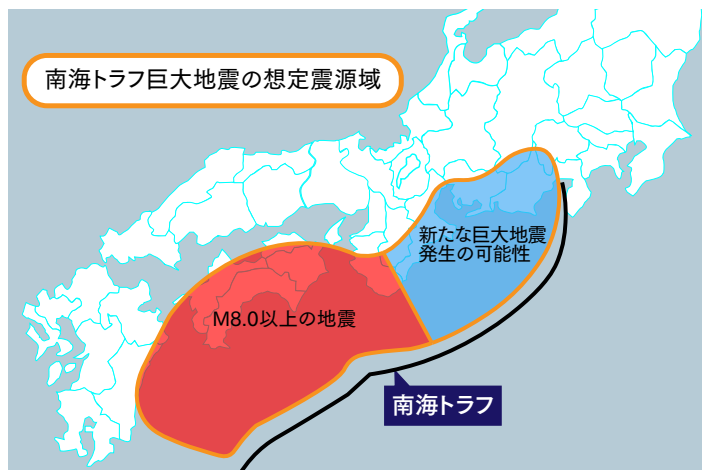 南海トラフ巨大地震の想定震源域
新たな巨大地震
発生の可能性
M8.0以上の地震
南海トラフ